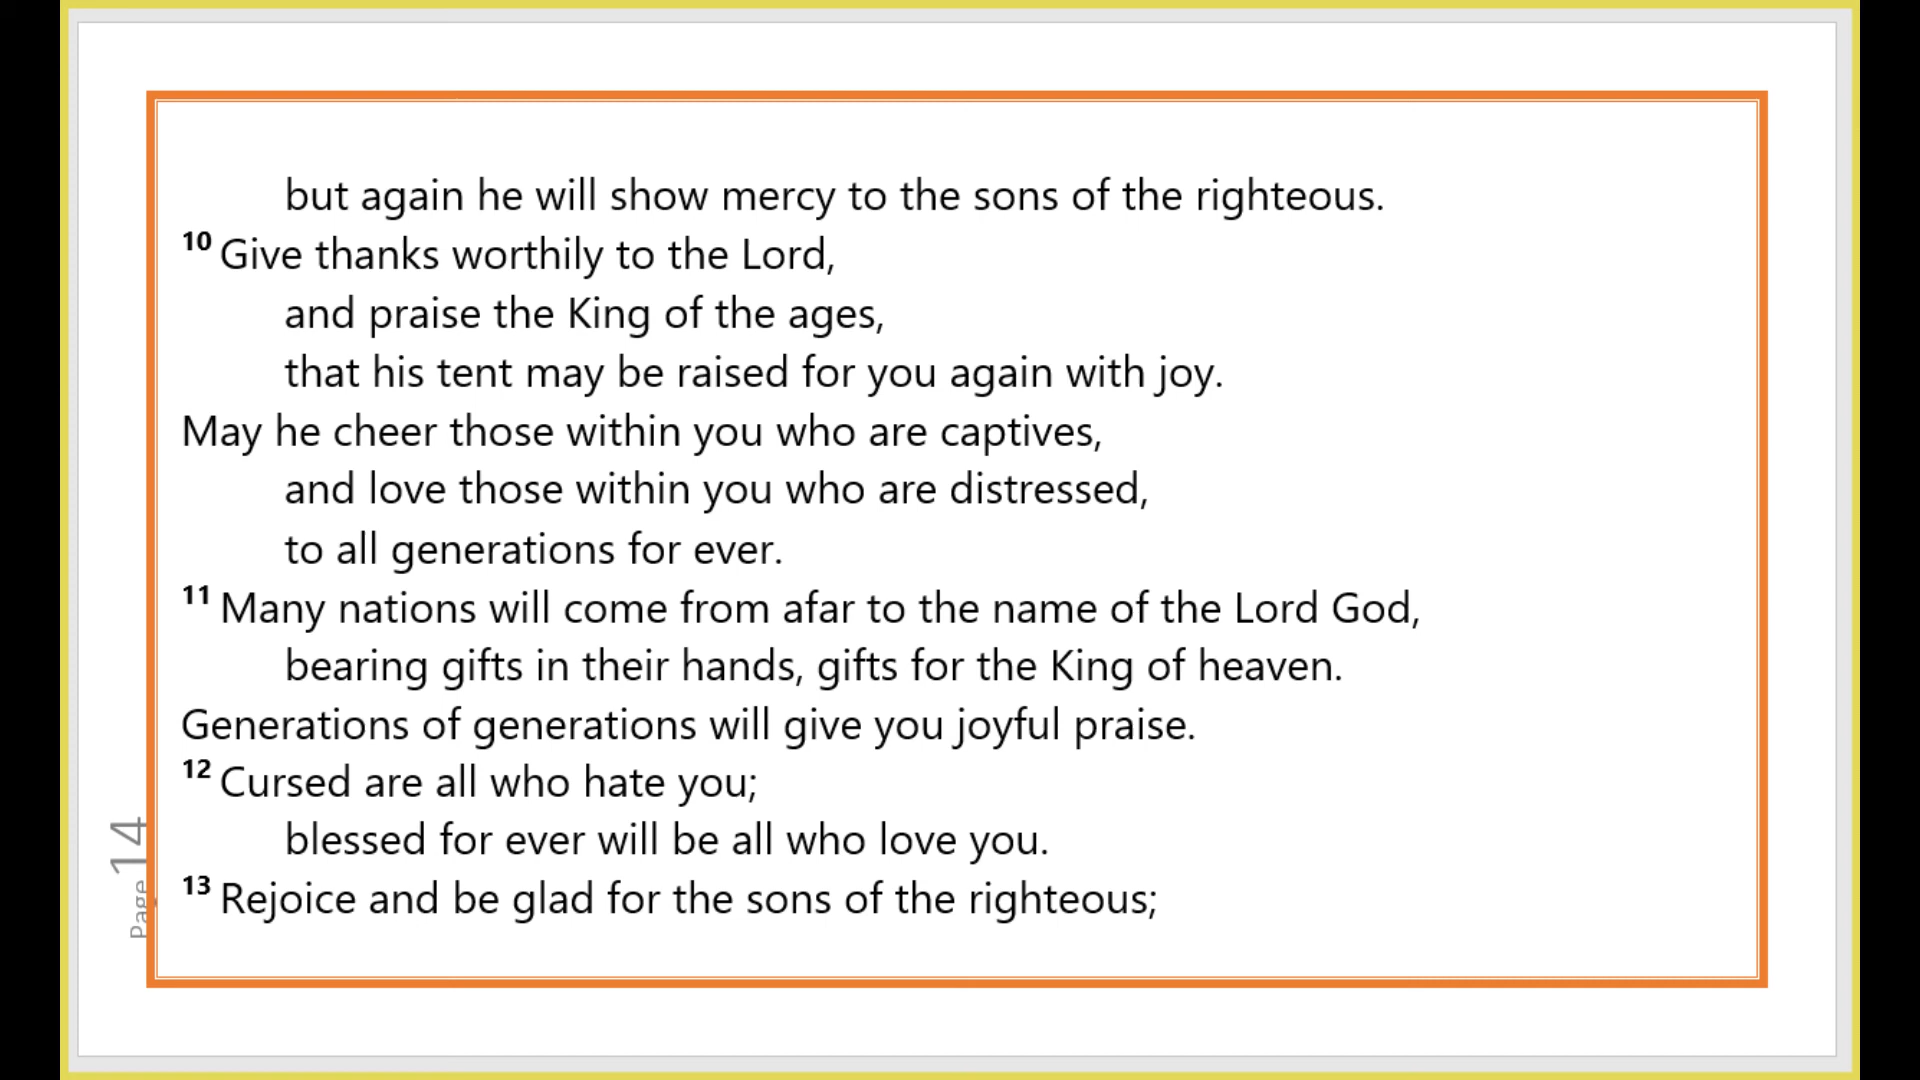 but again he will show mercy to the sons of the righteous.
10 Give thanks worthily to the Lord,
and praise the King of the ages,
that his tent may be raised for you again with joy.
May he cheer those within you who are captives,
and love those within you who are distressed,
to all generations for ever.
11 Many nations will come from afar to the name of the Lord God,
bearing gifts in their hands, gifts for the King of heaven.
Generations of generations will give you joyful praise.
12 Cursed are all who hate you;
blessed for ever will be all who love you.
13 Rejoice and be glad for the sons of the righteous;
Page 14